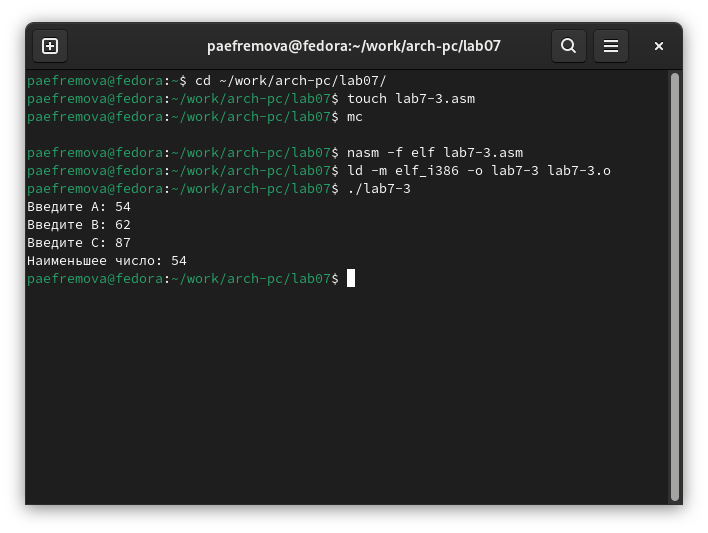 paefremova@fedora:~/work/arch-pc/lab07
paefremova@fedora:~$ cd ~/work/arch-pc/lab07/
paefremova@fedora:~/work/arch-pc/lab07$ touch lab7-3.asm
paefremova@fedora:~/work/arch-pc/lab07$ mc
paefremova@fedora:~/work/arch-pc/lab07$ nasm -f elf lab7-3.asm
paefremova@fedora:~/work/arch-pc/lab07$ ld -m elf_i386 -o lab7-3 lab7-3.o
paefremova@fedora:~/work/arch-pc/lab07$ ./lab7-3
Введите A: 54
Введите B: 62
Введите C: 87
Наименьшее число: 54
paefremova@fedora:~/work/arch-pc/lab07$